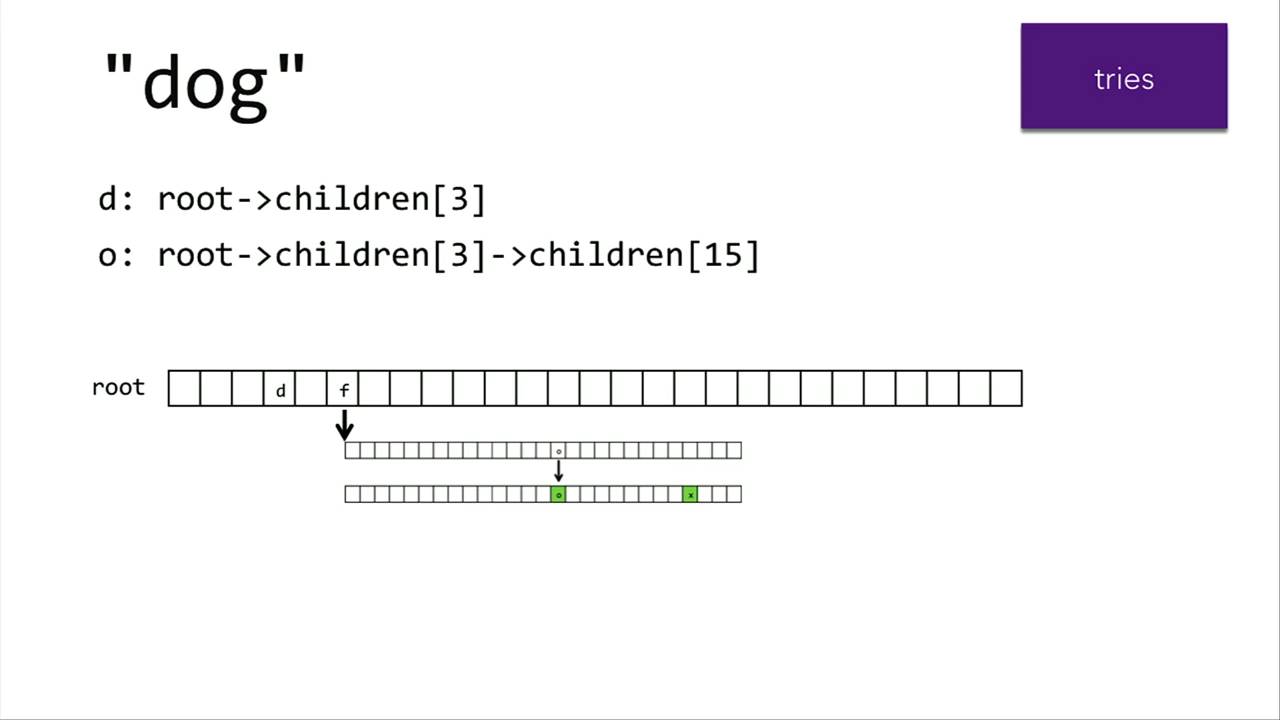 "dog"
tries
d: root->children[3]
o: root->children[3]->children[15]
root d f
o
o x